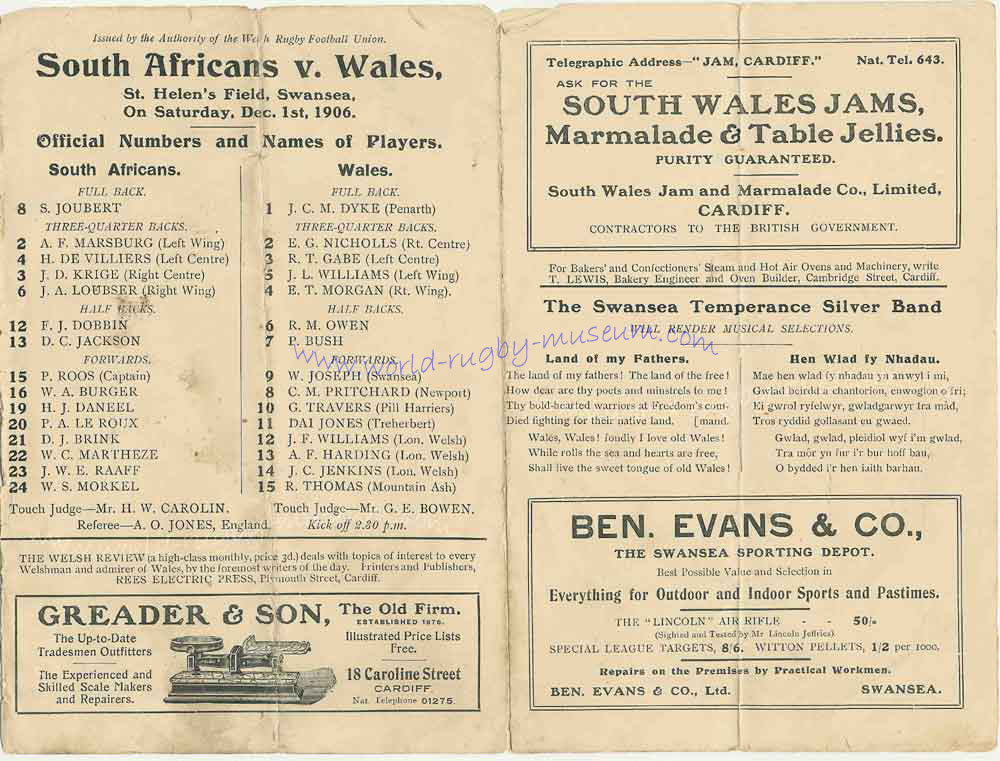 Issued by the Authority of the Welsh Rugby Football Union.
South Africans v. Wales,
St. Helen's Field, Swansea,
On Saturday, Dec. 1st, 1906.
Official Numbers and Names of Players.
South Africans.
FULL BACK.
8 S. JOUBERT
THREE-QUARTER BACKS.
2 A. F. MARSBURG (Left Wing)
4 H. DE VILLIERS (Left Centre)
3 J. D. KRIGE (Right Centre)
6 J. A. LOUBSER (Right Wing)
HALF BACKS.
12 F. J. DOBBIN
13 D. C. JACKSON
FORWARDS.
15 P. ROOS (Captain)
16 W. A. BURGER
19 H. J. DANEEL
20 P. A. LE ROUX
21 D. J. BRINK
22 W. C. MARTHEZE
23 J. W. E. RAAFF
24 W. S. MORKEL
Touch Judge—Mr. H. W. CAROLIN.
Wales.
FULL BACK.
1 J. C. M. DYKE (Penarth)
THREE-QUARTER BACKS.
2 E. G. NICHOLLS (Rt. Centre)
3 R. T. GABE (Left Centre)
5 J. L. WILLIAMS (Left Wing)
4 E. T. MORGAN (Rt. Wing).
HALF BACKS.
6 R. M. OWEN
7 P. BUSH
FORWARDS.
9 W. JOSEPH (Swansea)
8 C. M. PRITCHARD (Newport)
10 G. TRAVERS (Pill Harriers)
11 DAI JONES (Treherbert)
12 J. F. WILLIAMS (Lon. Welsh)
13 A. F. HARDING (Lon. Welsh)
14 J. C. JENKINS (Lon. Welsh)
15 R. THOMAS (Mountain Ash)
Touch Judge—Mr. G. E. BOWEN.
Referee—A. O. JONES, England. Kick off 2.30 p.m.
THE WELSH REVIEW (a high-class monthly, price 3d.) deals with topics of interest to every
Welshman and admirer of Wales, by the foremost writers of the day. Printers and Publishers,
REES ELECTRIC PRESS, Plymouth Street, Cardiff.
GREADER & SON,
The Up-to-Date
Tradesmen Outfitters
The Experienced and
Skilled Scale Makers
and Repairers.
The Old Firm.
ESTABLISHED 1876.
Illustrated Price Lists
Free.
18 Caroline Street
CARDIFF.
Nat. Telephone 01275.
Telegraphic Address—"JAM, CARDIFF." Nat. Tel. 643.
ASK FOR THE
SOUTH WALES JAMS,
Marmalade & Table Jellies.
PURITY GUARANTEED.
South Wales Jam and Marmalade Co., Limited,
CARDIFF.
CONTRACTORS TO THE BRITISH GOVERNMENT.
For Bakers' and Confectioners' Steam and Hot Air Ovens and Machinery, write
T. LEWIS, Bakery Engineer and Oven Builder, Cambridge Street, Cardiff.
The Swansea Temperance Silver Band
WILL RENDER MUSICAL SELECTIONS.
Land of my Fathers.
The land of my fathers! The land of the free!
How dear are thy poets and minstrels to me!
Thy bold-hearted warriors at Freedom's com-
Died fighting for their native land. [mand.
Wales, Wales! fondly I love old Wales!
While rolls the sea and hearts are free,
Shall live the sweet tongue of old Wales!
Hen Wlad fy Nhadau.
Mae hen wlad fy nhadau yn anwyl i mi,
Gwlad beirdd a chantorion, enwogion o fri;
Ei gwrol ryfelwyr, gwladgarwyr tra mâd,
Tros ryddid gollasant eu gwaed.
Gwlad, gwlad, pleidiol wyf i'm gwlad,
Tra môr yn fur i'r bur hoff bau,
O bydded i'r hen iaith barhau.
BEN. EVANS & CO.,
THE SWANSEA SPORTING DEPOT.
Best Possible Value and Selection in
Everything for Outdoor and Indoor Sports and Pastimes.
THE "LINCOLN" AIR RIFLE - - 50/-
(Sighted and Tested by Mr Lincoln Jeffries).
SPECIAL LEAGUE TARGETS, 8/6. WITTON PELLETS, 1/2 per 1000.
Repairs on the Premises by Practical Workmen.
BEN. EVANS & CO., Ltd. SWANSEA.
www.world-rugby-museum.com